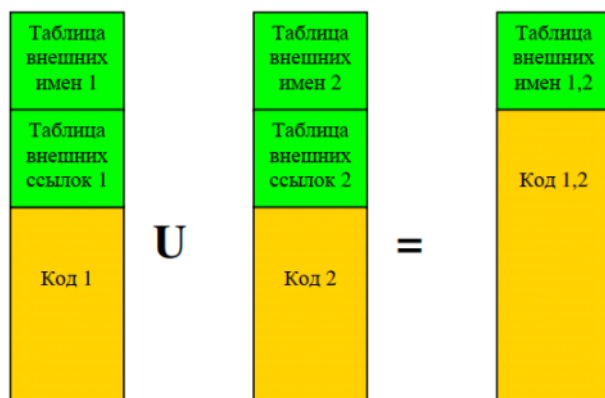 Таблица
внешних
имен 1
Таблица
внешних
ссылок 1
Код 1
U
Таблица
внешних
имен 2
Таблица
внешних
ссылок 2
Код 2
=
Таблица
внешних
имен 1,2
Код 1,2